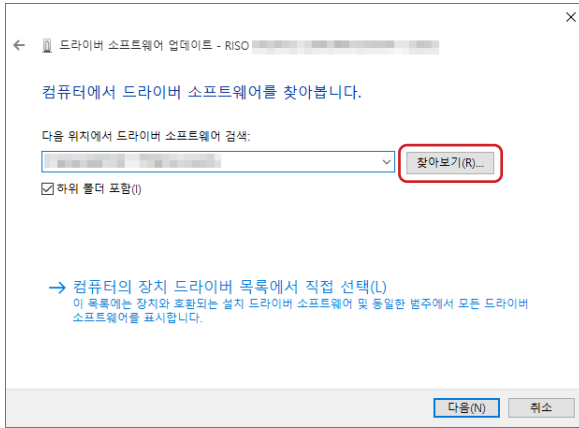 드라이버 소프트웨어 업데이트 - RISO
컴퓨터에서 드라이버 소프트웨어를 찾아봅니다.
다음 위치에서 드라이버 소프트웨어 검색:
찾아보기(R)...
하위 폴더 포함(I)
컴퓨터의 장치 드라이버 목록에서 직접 선택(L)
이 목록에는 장치와 호환되는 설치 드라이버 소프트웨어 및 동일한 범주에서 모든 드라이버
소프트웨어를 표시합니다.
다음(N) 취소